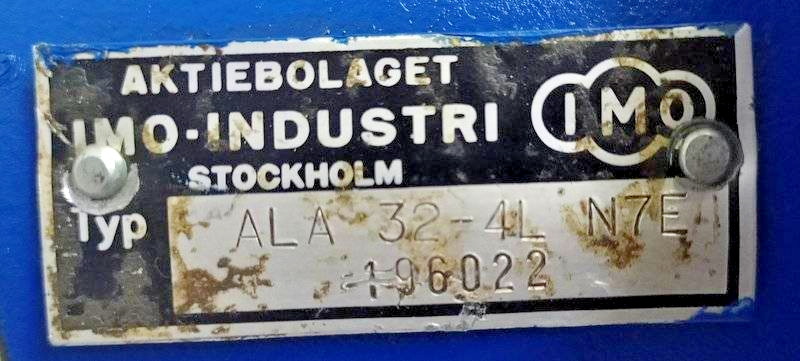 AKTIEBOLAGET
IMO-INDUSTRI
IMO
STOCKHOLM
Typ ALA 32-4L N7E
196022